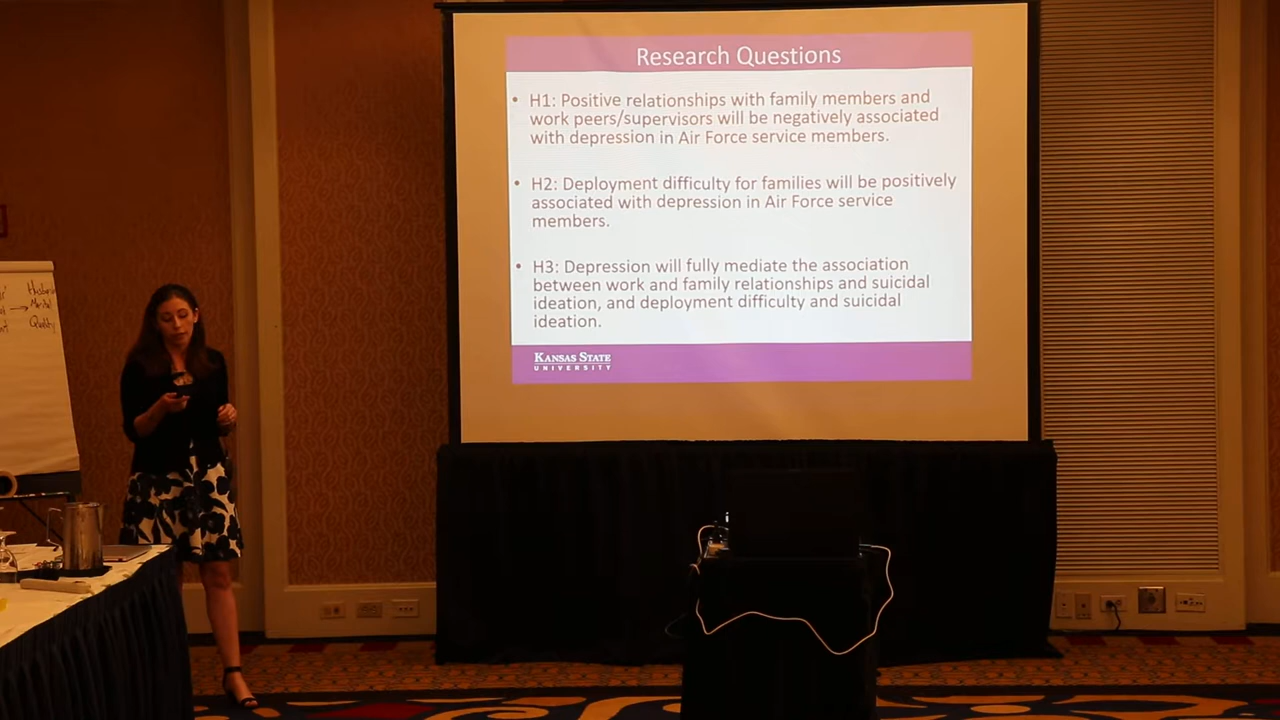 Research Questions
• H1: Positive relationships with family members and
work peers/supervisors will be negatively associated
with depression in Air Force service members.
• H2: Deployment difficulty for families will be positively
associated with depression in Air Force service
members.
• H3: Depression will fully mediate the association
between work and family relationships and suicidal
ideation, and deployment difficulty and suicidal
ideation.
KANSAS STATE
UNIVERSITY
Mental
Quality